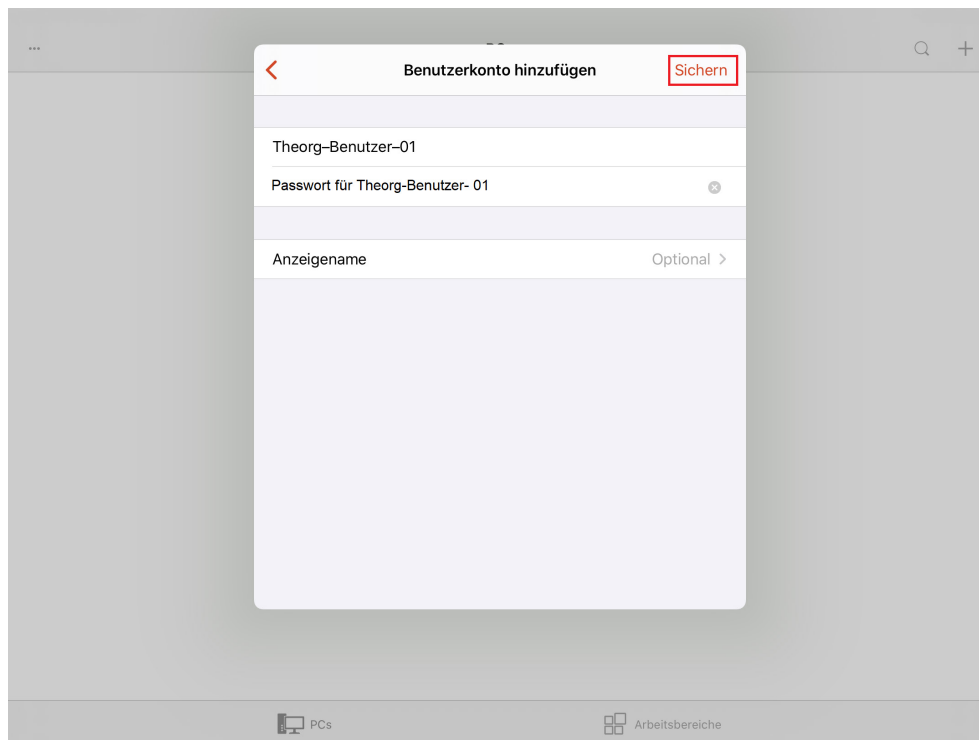 ...
Benutzerkonto hinzufügen
Sichern
Theorg–Benutzer–01
Passwort für Theorg-Benutzer- 01
Anzeigename
Optional
PCs
Arbeitsbereiche